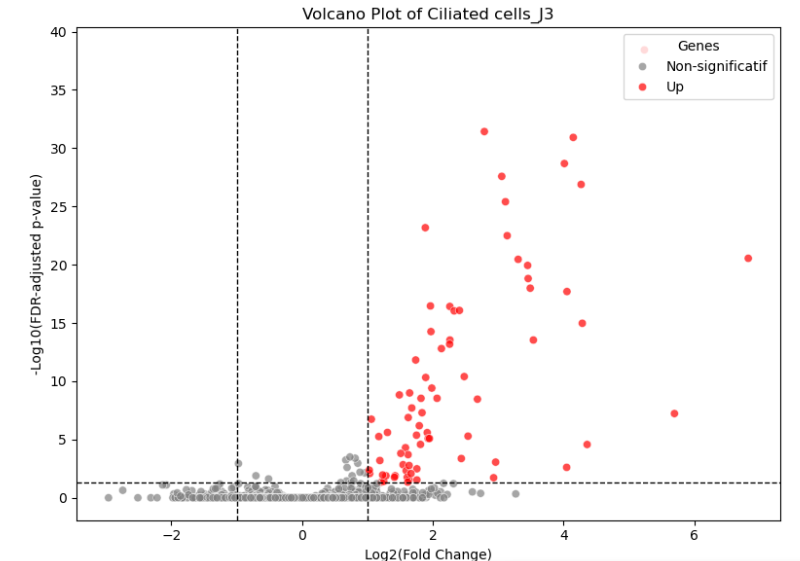 Volcano Plot of Ciliated cells_J3
-Log10(FDR-adjusted p-value)
40
35
30
25
20
15
10
5
0
Genes
Non-significatif
Up
−2
0
2
4
6
Log2(Fold Change)